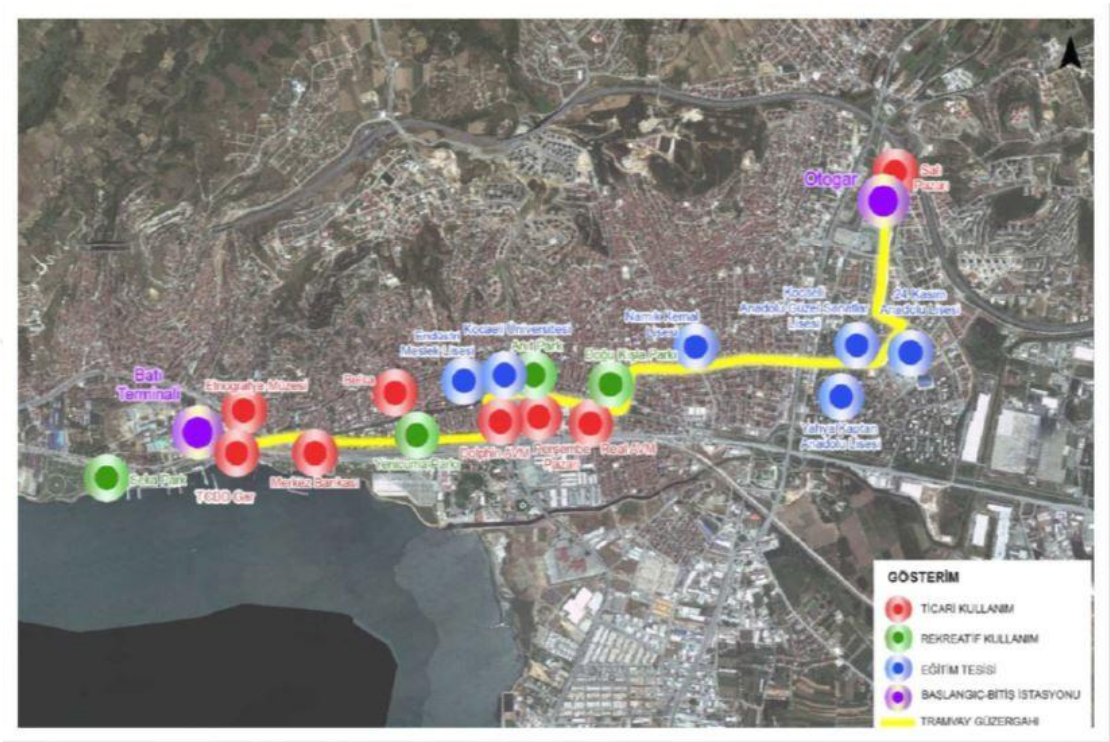 Otogar
Salı
Pazarı
Kocaeli
Anadolu Güzel Sanatlar
Lisesi
24 Kasım
Anadolu Lisesi
Namık Kemal
Lisesi
Kocaeli Üniversitesi
Endüstri
Meslek Lisesi
Anıt Park
Doğu Kışla Parkı
Batı
Terminali
Etnografya Müzesi
Belsa
Yahya Kaptan
Anadolu Lisesi
Dolphin AVM
Perşembe
Pazarı
Real AVM
Yenicuma Parkı
Merkez Bankası
TCDD Gar
Seka Park
GÖSTERİM
TİCARİ KULLANIM
REKREATİF KULLANIM
EĞİTİM TESİSİ
BAŞLANGIÇ-BİTİŞ İSTASYONU
TRAMVAY GÜZERGAHI